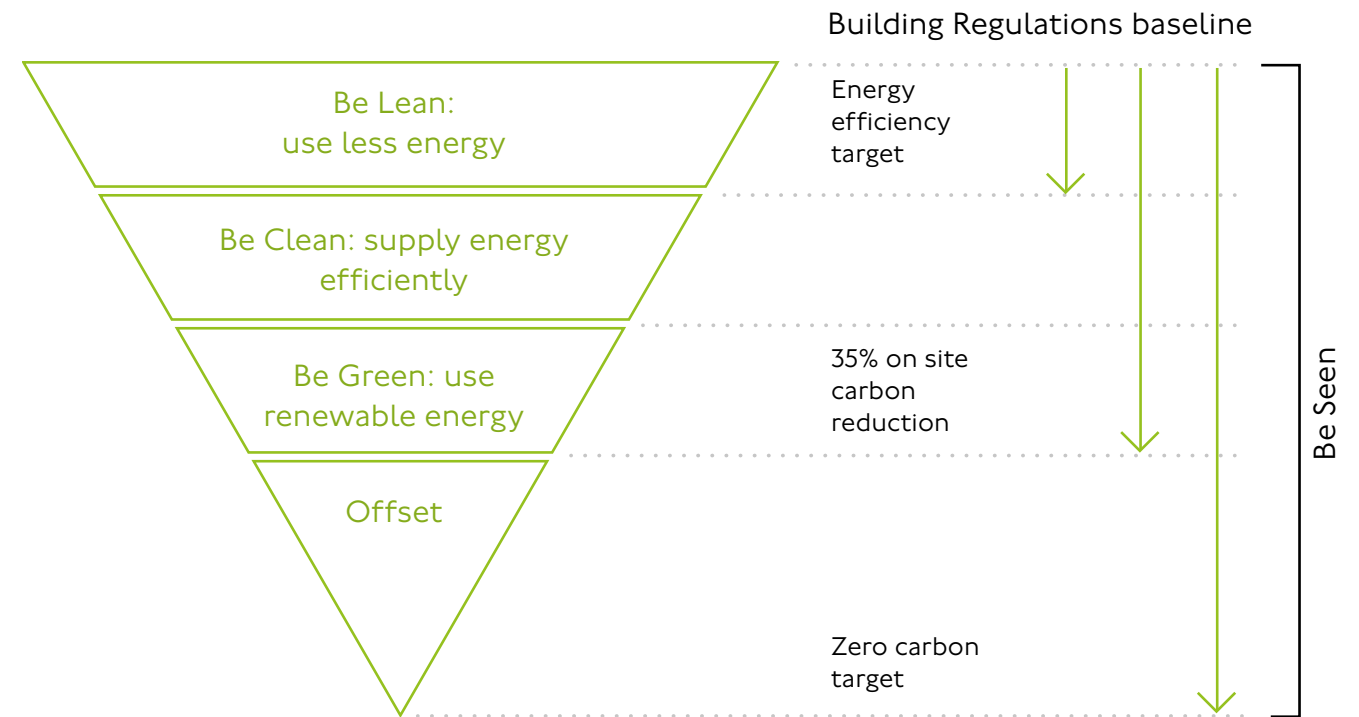 Building Regulations baseline
Be Lean:
use less energy
Energy
efficiency
target
Be Clean: supply energy
efficiently
Be Green: use
renewable energy
35% on site
carbon
reduction
Offset
Zero carbon
target
Be Seen